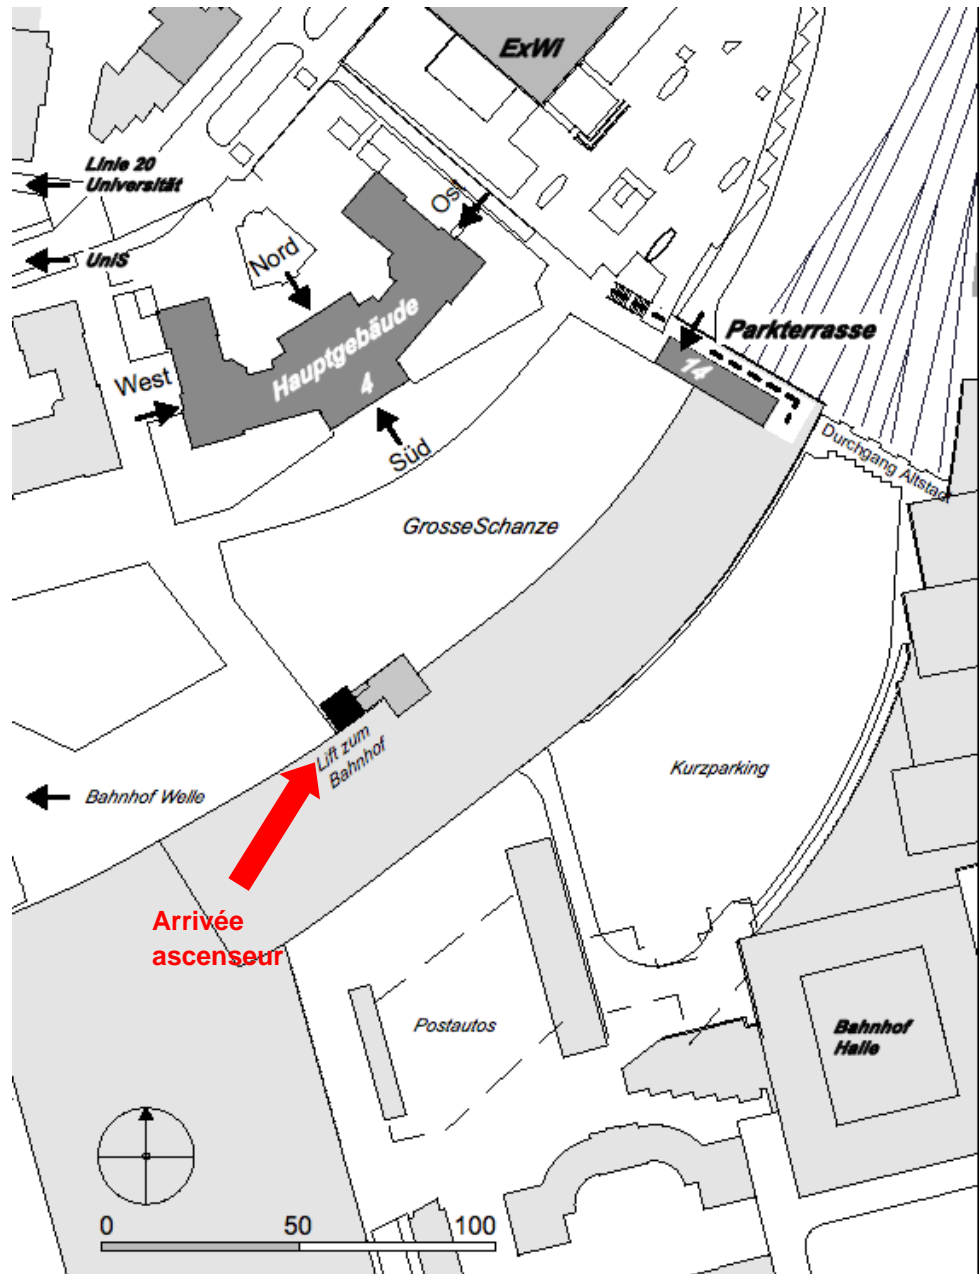 ExWi
Linie 20
Universität
Ost
UniS
Nord
Hauptgebäude
4
West
Süd
Parkterrasse
14
Durchgang Altstadt
GrosseSchanze
Lift zum
Bahnhof
Kurzparking
Bahnhof Welle
Arrivée
ascenseur
Postautos
Bahnhof
Halle
0
50
100